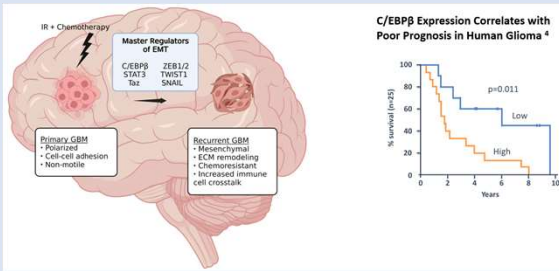 IR + Chemotherapy
Master Regulators
of EMT
C/EBPβ ZEB1/2
STAT3 TWIST1
Taz SNAIL
Primary GBM
• Polarized
• Cell-cell adhesion
• Non-motile
Recurrent GBM
• Mesenchymal
• ECM remodeling
• Chemoresistant
• Increased immune
cell crosstalk
C/EBPβ Expression Correlates with
Poor Prognosis in Human Glioma 4
% survival (n=25)
100
80
60
40
20
0
p=0.011
Low
High
0 2 4 6 8 10
Years